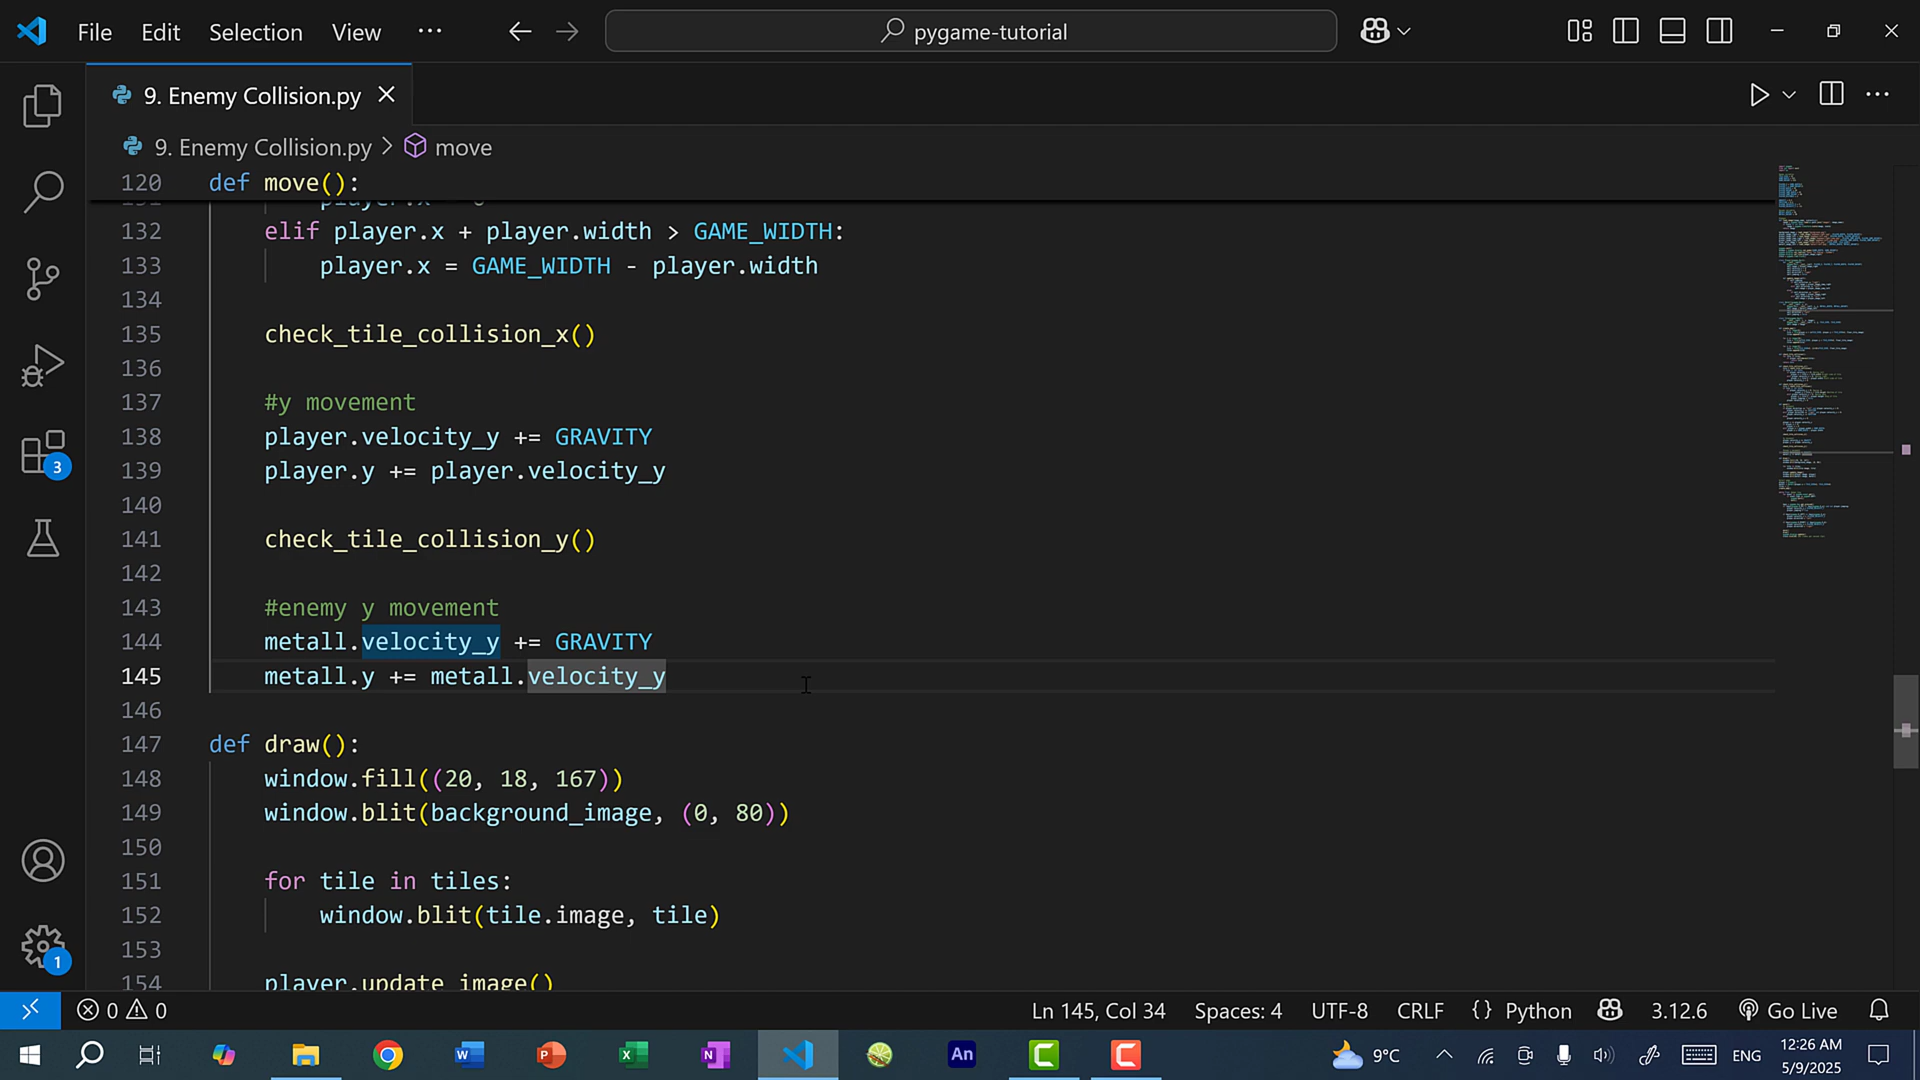 File Edit Selection View ··· pygame-tutorial
9. Enemy Collision.py
9. Enemy Collision.py > move
120 def move():
132 elif player.x + player.width > GAME_WIDTH:
133 player.x = GAME_WIDTH - player.width
134
135 check_tile_collision_x()
136
137 #y movement
138 player.velocity_y += GRAVITY
139 player.y += player.velocity_y
140
141 check_tile_collision_y()
142
143 #enemy y movement
144 metall.velocity_y += GRAVITY
145 metall.y += metall.velocity_y
146
147 def draw():
148 window.fill((20, 18, 167))
149 window.blit(background_image, (0, 80))
150
151 for tile in tiles:
152 window.blit(tile.image, tile)
153
154 player.update_image()
3
1
0 0 Ln 145, Col 34 Spaces: 4 UTF-8 CRLF {} Python 3.12.6 Go Live
9°C ENG 12:26 AM
5/9/2025